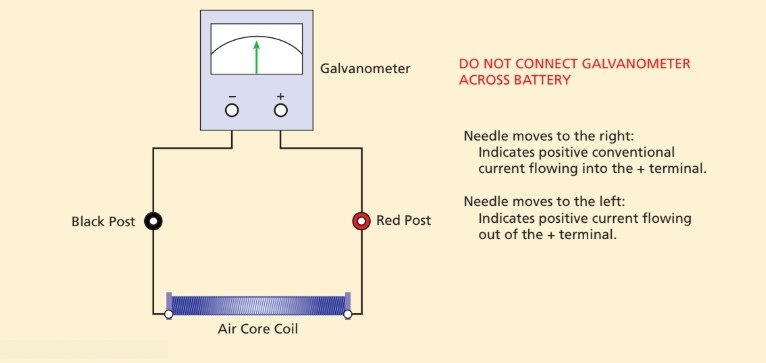 Galvanometer
− +
Black Post
Red Post
Air Core Coil
DO NOT CONNECT GALVANOMETER
ACROSS BATTERY
Needle moves to the right:
Indicates positive conventional
current flowing into the + terminal.
Needle moves to the left:
Indicates positive current flowing
out of the + terminal.